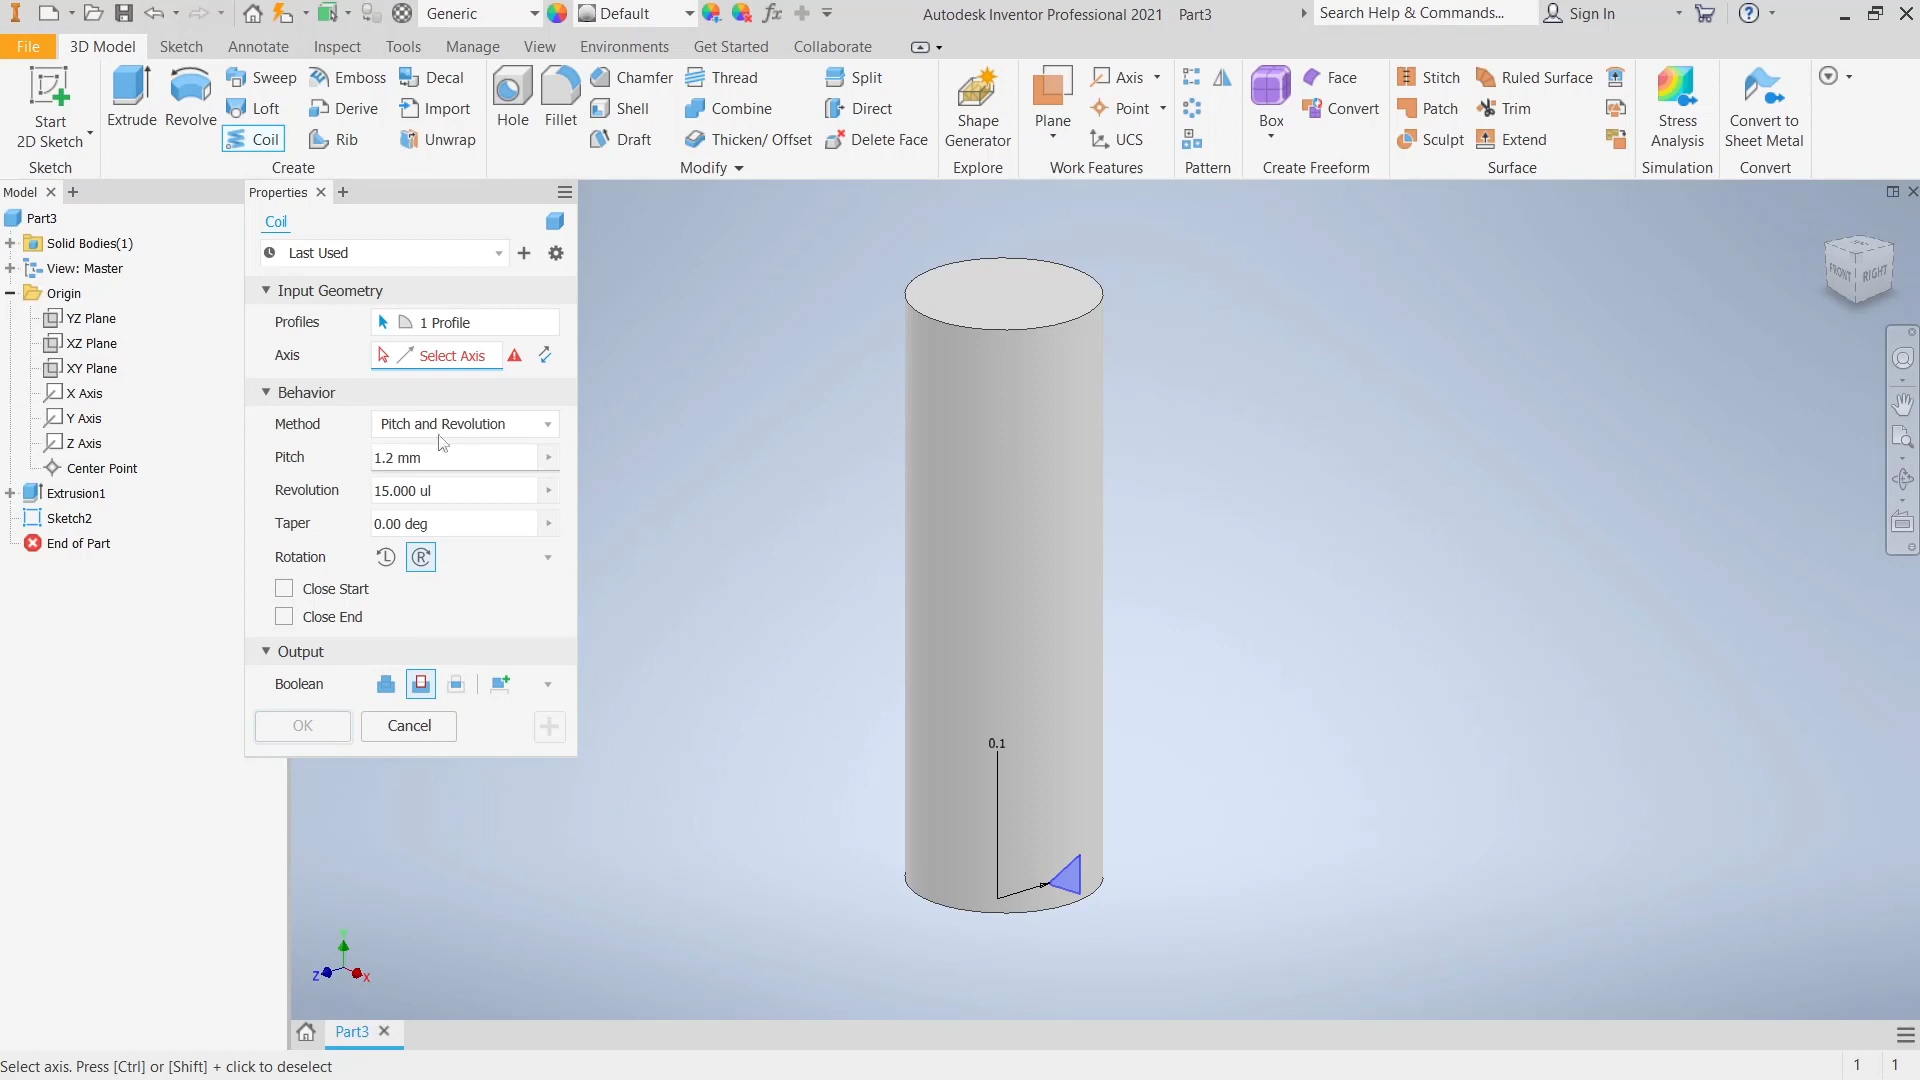 Generic
Default
Autodesk Inventor Professional 2021 Part3
Search Help & Commands...
Sign In
File
3D Model
Sketch
Annotate
Inspect
Tools
Manage
View
Environments
Get Started
Collaborate
Start
2D Sketch
Extrude
Revolve
Sweep
Loft
Coil
Emboss
Derive
Rib
Decal
Import
Unwrap
Hole
Fillet
Chamfer
Shell
Draft
Thread
Combine
Thicken/ Offset
Split
Direct
Delete Face
Shape
Generator
Plane
Axis
Point
UCS
Box
Face
Convert
Stitch
Patch
Sculpt
Ruled Surface
Trim
Extend
Stress
Analysis
Convert to
Sheet Metal
Sketch
Create
Modify
Explore
Work Features
Pattern
Create Freeform
Surface
Simulation
Convert
Model
Part3
Solid Bodies(1)
View: Master
Origin
YZ Plane
XZ Plane
XY Plane
X Axis
Y Axis
Z Axis
Center Point
Extrusion1
Sketch2
End of Part
Properties
Coil
Last Used
Input Geometry
Profiles 1 Profile
Axis Select Axis
Behavior
Method Pitch and Revolution
Pitch 1.2 mm
Revolution 15.000 ul
Taper 0.00 deg
Rotation L R
Close Start
Close End
Output
Boolean
OK Cancel
FRONT RIGHT
0.1
Z X
Part3
Select axis. Press [Ctrl] or [Shift] + click to deselect
1 1